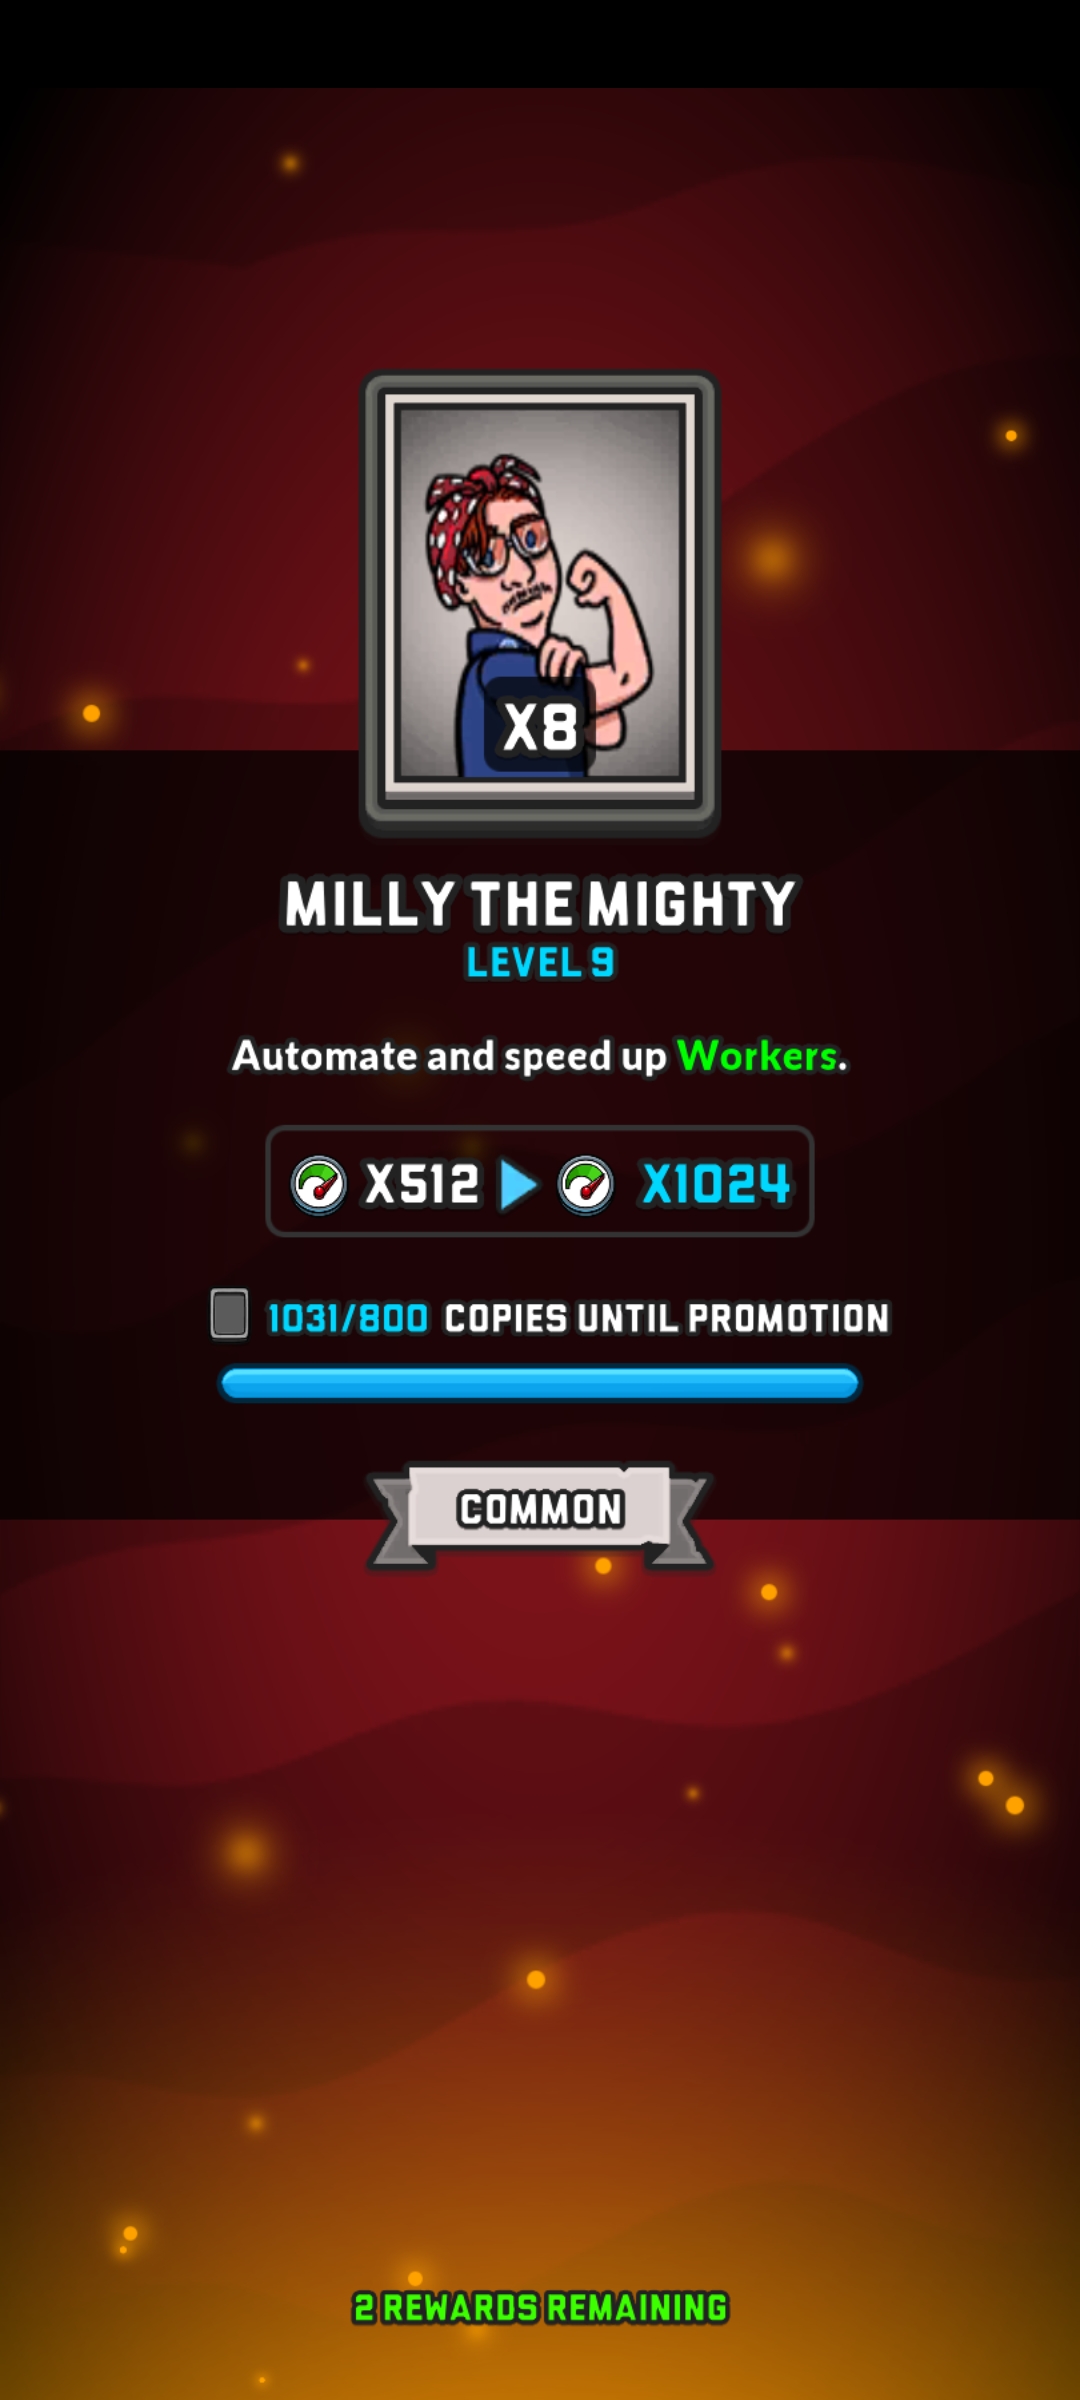 X8
MILLY THE MIGHTY
LEVEL 9
Automate and speed up Workers.
X512 X1024
1031/800 COPIES UNTIL PROMOTION
COMMON
2 REWARDS REMAINING